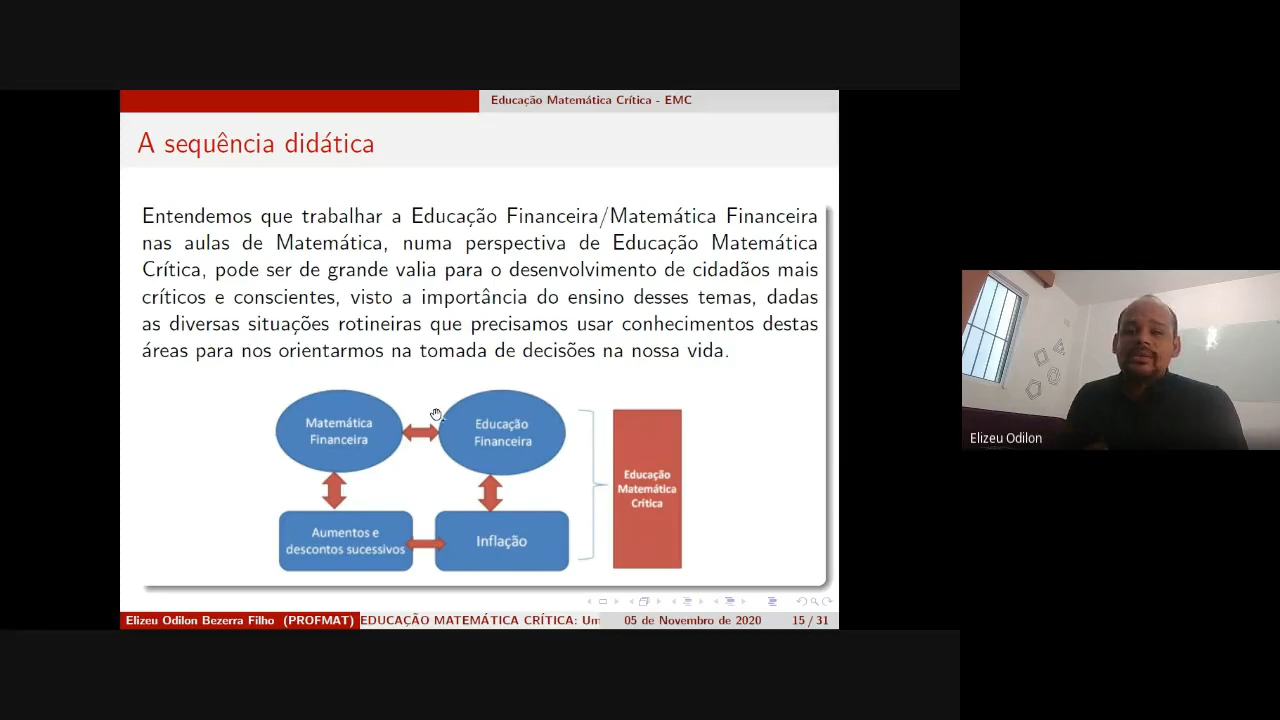 Educação Matemática Crítica - EMC
A sequência didática
Entendemos que trabalhar a Educação Financeira/Matemática Financeira
nas aulas de Matemática, numa perspectiva de Educação Matemática
Crítica, pode ser de grande valia para o desenvolvimento de cidadãos mais
críticos e conscientes, visto a importância do ensino desses temas, dadas
as diversas situações rotineiras que precisamos usar conhecimentos destas
áreas para nos orientarmos na tomada de decisões na nossa vida.
Matemática
Financeira
Educação
Financeira
Aumentos e
descontos sucessivos
Inflação
Educação
Matemática
Crítica
Elizeu Odilon
Elizeu Odilon Bezerra Filho (PROFMAT)
EDUCAÇÃO MATEMÁTICA CRÍTICA: Um
05 de Novembro de 2020
15 / 31